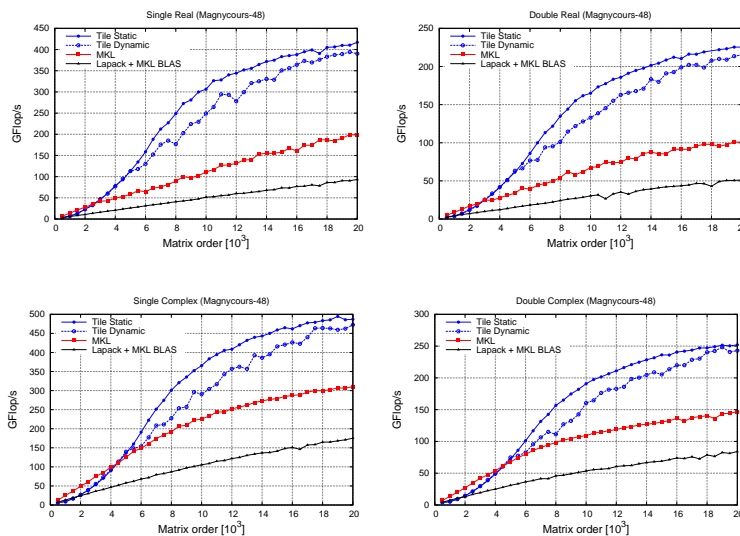 Single Real (Magnycours-48)
450
400
350
300
250
200
150
100
50
0
GFlop/s
Tile Static
Tile Dynamic
MKL
Lapack + MKL BLAS
0 2 4 6 8 10 12 14 16 18 20
Matrix order [10³]
Double Real (Magnycours-48)
250
200
150
100
50
0
GFlop/s
Tile Static
Tile Dynamic
MKL
Lapack + MKL BLAS
0 2 4 6 8 10 12 14 16 18 20
Matrix order [10³]
Single Complex (Magnycours-48)
500
450
400
350
300
250
200
150
100
50
0
GFlop/s
Tile Static
Tile Dynamic
MKL
Lapack + MKL BLAS
0 2 4 6 8 10 12 14 16 18 20
Matrix order [10³]
Double Complex (Magnycours-48)
300
250
200
150
100
50
0
GFlop/s
Tile Static
Tile Dynamic
MKL
Lapack + MKL BLAS
0 2 4 6 8 10 12 14 16 18 20
Matrix order [10³]